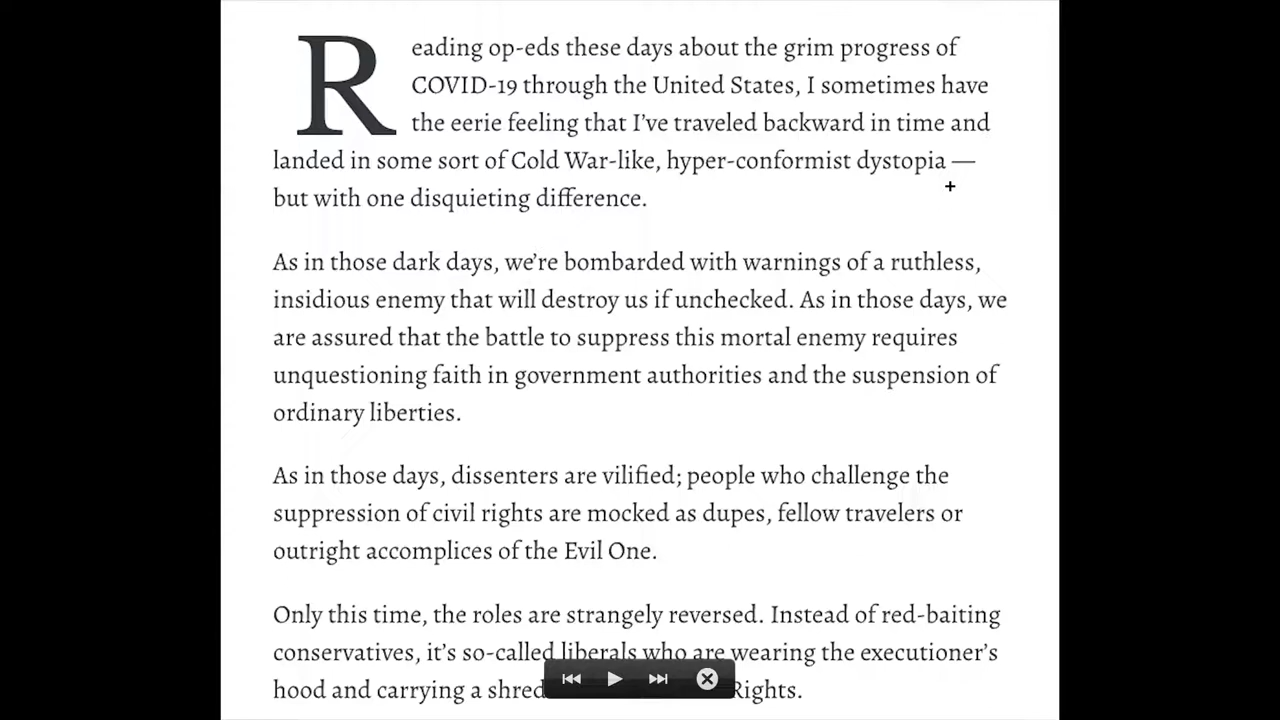 Reading op-eds these days about the grim progress of
COVID-19 through the United States, I sometimes have
the eerie feeling that I’ve traveled backward in time and
landed in some sort of Cold War-like, hyper-conformist dystopia —
but with one disquieting difference.
As in those dark days, we’re bombarded with warnings of a ruthless,
insidious enemy that will destroy us if unchecked. As in those days, we
are assured that the battle to suppress this mortal enemy requires
unquestioning faith in government authorities and the suspension of
ordinary liberties.
As in those days, dissenters are vilified; people who challenge the
suppression of civil rights are mocked as dupes, fellow travelers or
outright accomplices of the Evil One.
Only this time, the roles are strangely reversed. Instead of red-baiting
conservatives, it’s so-called liberals who are wearing the executioner’s
hood and carrying a shred Rights.